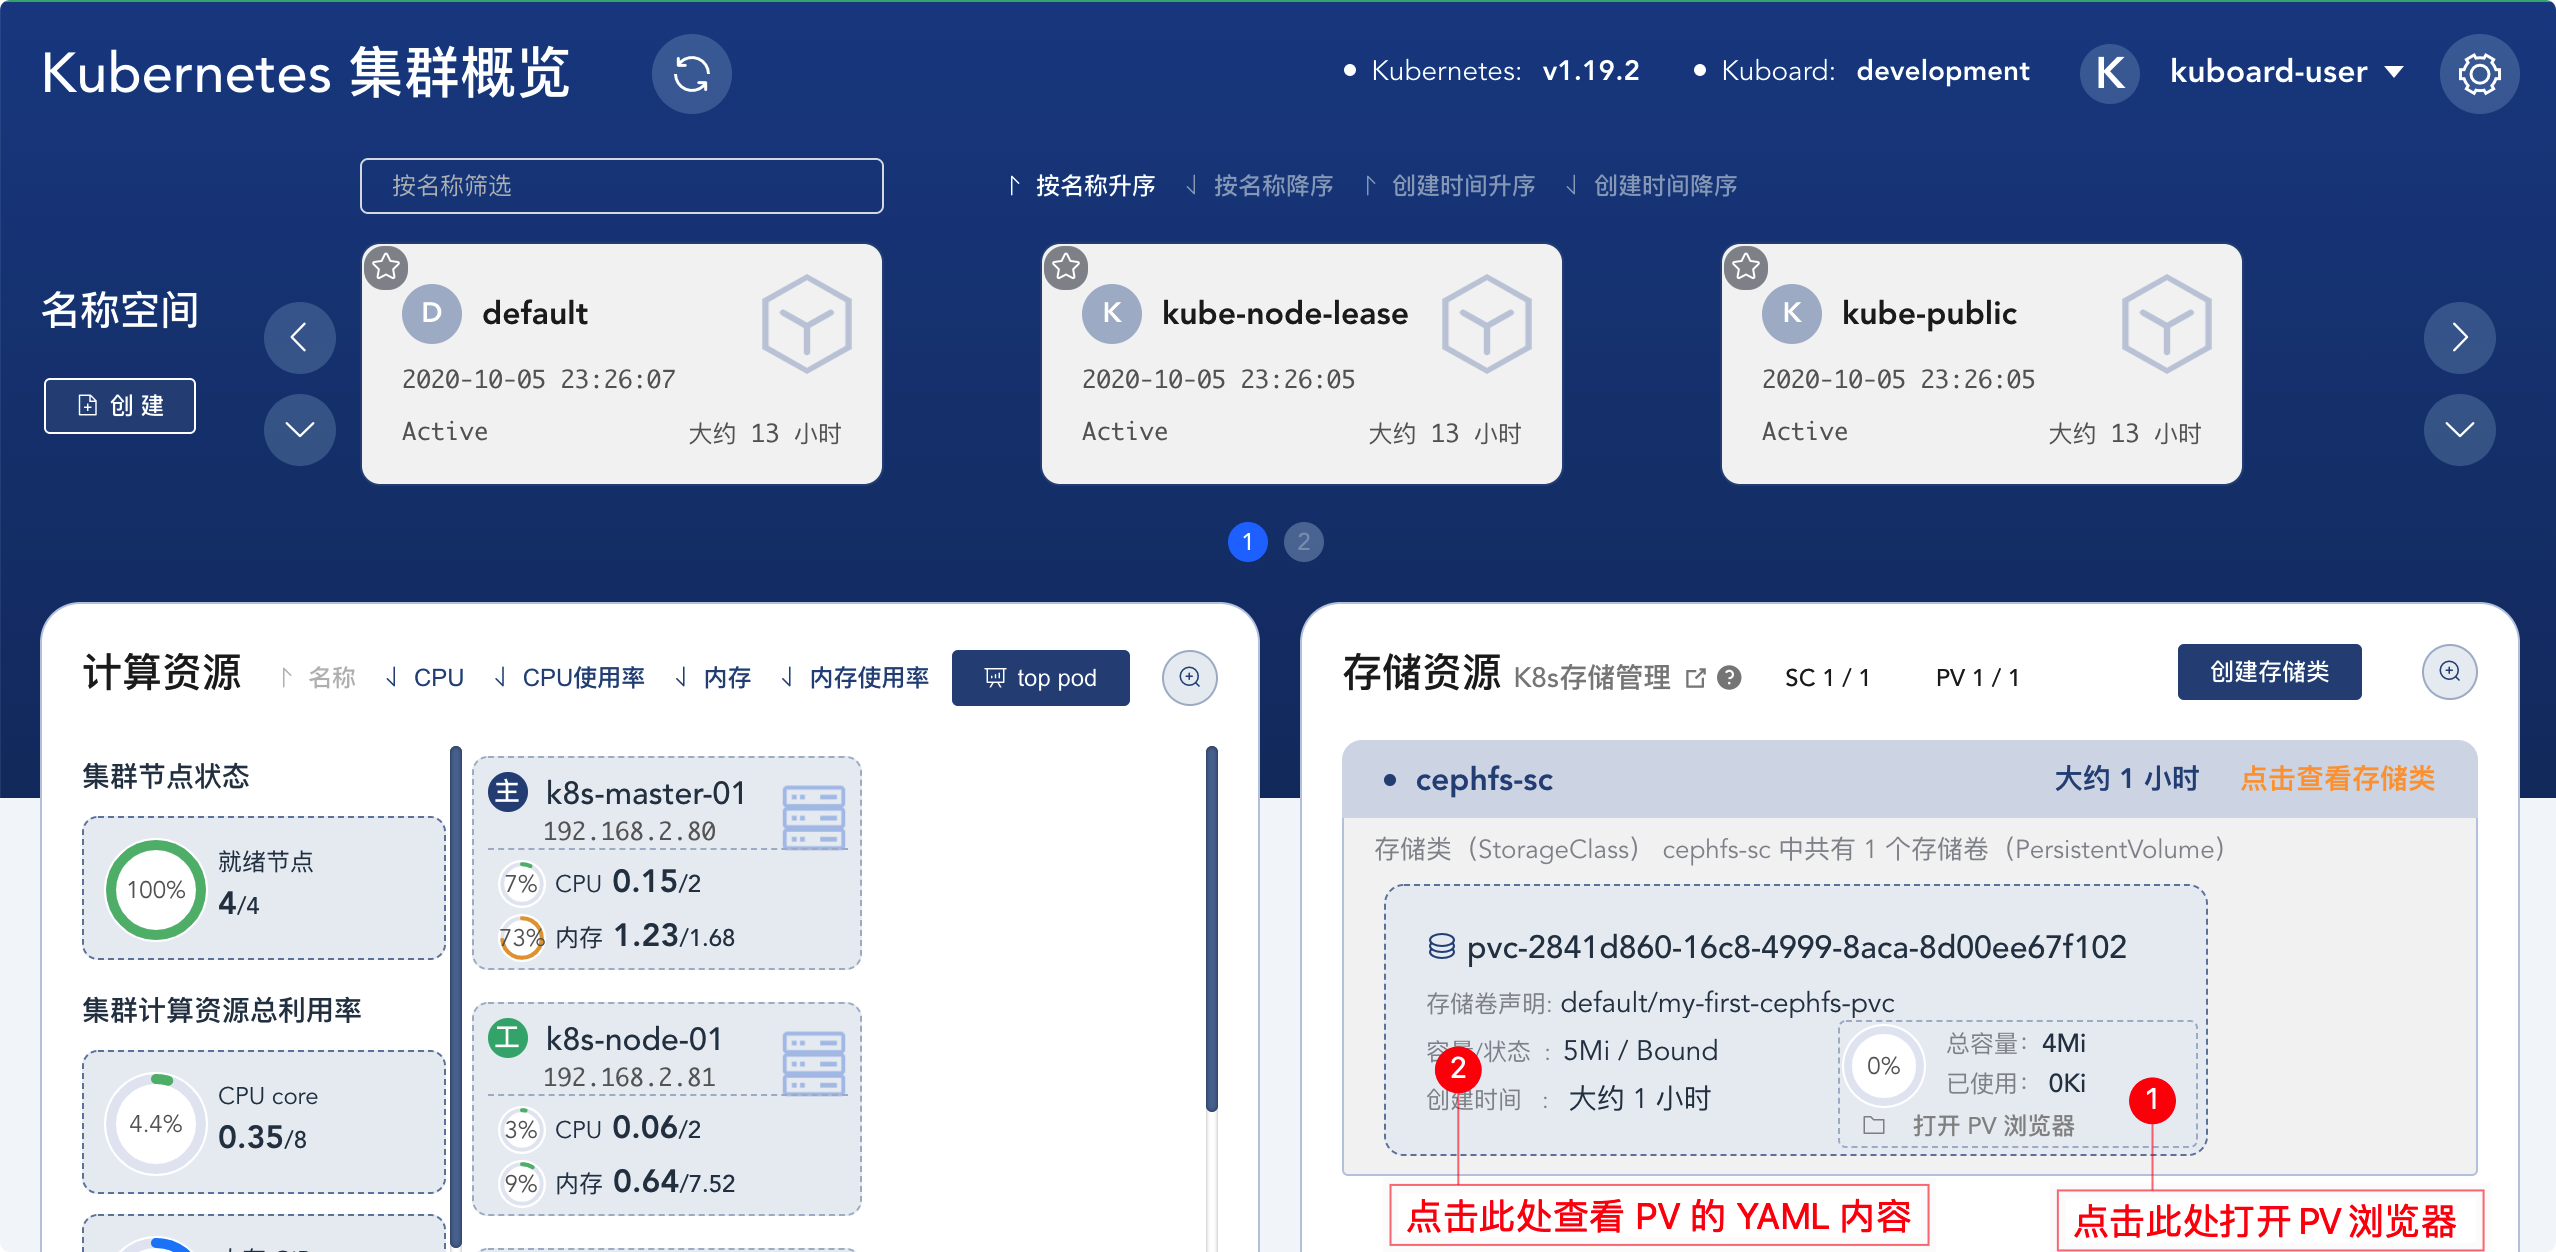 Kubernetes 集群概览
Kubernetes: v1.19.2
Kuboard: development
K
kuboard-user
按名称筛选
按名称升序
按名称降序
创建时间升序
创建时间降序
名称空间
创 建
D
default
2020-10-05 23:26:07
Active
大约 13 小时
K
kube-node-lease
2020-10-05 23:26:05
Active
大约 13 小时
K
kube-public
2020-10-05 23:26:05
Active
大约 13 小时
1
2
计算资源
名称
CPU
CPU使用率
内存
内存使用率
top pod
集群节点状态
100%
就绪节点
4/4
集群计算资源总利用率
4.4%
CPU core
0.35/8
主
k8s-master-01
192.168.2.80
7%
CPU 0.15/2
73%
内存 1.23/1.68
工
k8s-node-01
192.168.2.81
3%
CPU 0.06/2
9%
内存 0.64/7.52
存储资源
K8s存储管理
SC 1 / 1
PV 1 / 1
创建存储类
cephfs-sc
大约 1 小时
点击查看存储类
存储类（StorageClass） cephfs-sc 中共有 1 个存储卷（PersistentVolume）
pvc-2841d860-16c8-4999-8aca-8d00ee67f102
存储卷声明: default/my-first-cephfs-pvc
容量/状态 : 5Mi / Bound
创建时间 : 大约 1 小时
0%
总容量: 4Mi
已使用: 0Ki
打开 PV 浏览器
2
1
点击此处查看 PV 的 YAML 内容
点击此处打开 PV 浏览器